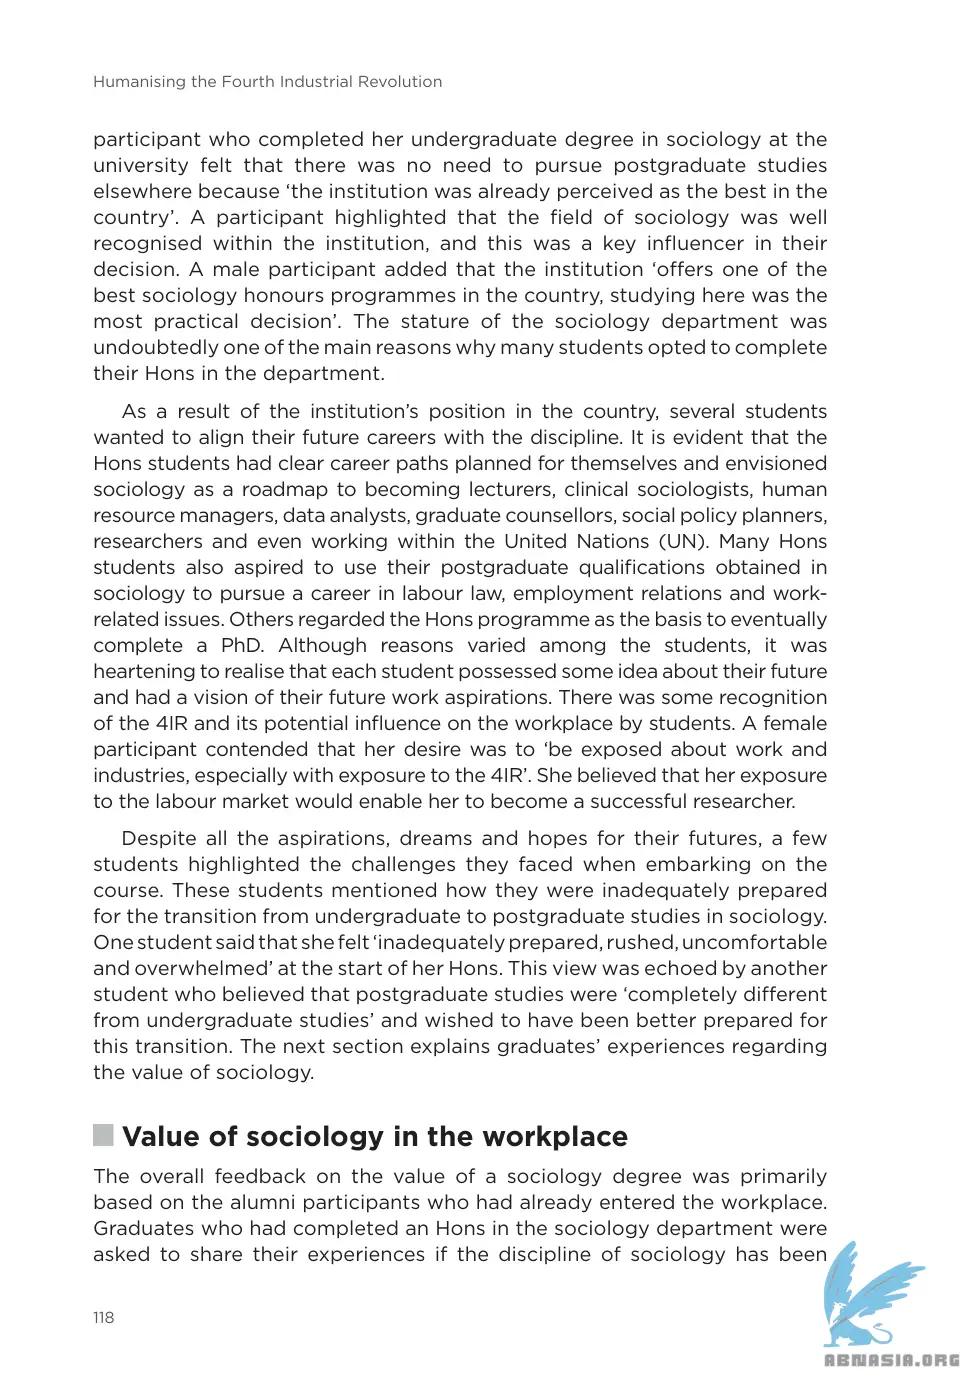 Humanising the Fourth Industrial Revolution
participant who completed her undergraduate degree in sociology at the
university felt that there was no need to pursue postgraduate studies
elsewhere because ‘the institution was already perceived as the best in the
country’. A participant highlighted that the field of sociology was well
recognised within the institution, and this was a key influencer in their
decision. A male participant added that the institution ‘offers one of the
best sociology honours programmes in the country, studying here was the
most practical decision’. The stature of the sociology department was
undoubtedly one of the main reasons why many students opted to complete
their Hons in the department.
As a result of the institution’s position in the country, several students
wanted to align their future careers with the discipline. It is evident that the
Hons students had clear career paths planned for themselves and envisioned
sociology as a roadmap to becoming lecturers, clinical sociologists, human
resource managers, data analysts, graduate counsellors, social policy planners,
researchers and even working within the United Nations (UN). Many Hons
students also aspired to use their postgraduate qualifications obtained in
sociology to pursue a career in labour law, employment relations and work-
related issues. Others regarded the Hons programme as the basis to eventually
complete a PhD. Although reasons varied among the students, it was
heartening to realise that each student possessed some idea about their future
and had a vision of their future work aspirations. There was some recognition
of the 4IR and its potential influence on the workplace by students. A female
participant contended that her desire was to ‘be exposed about work and
industries, especially with exposure to the 4IR’. She believed that her exposure
to the labour market would enable her to become a successful researcher.
Despite all the aspirations, dreams and hopes for their futures, a few
students highlighted the challenges they faced when embarking on the
course. These students mentioned how they were inadequately prepared
for the transition from undergraduate to postgraduate studies in sociology.
One student said that she felt ‘inadequately prepared, rushed, uncomfortable
and overwhelmed’ at the start of her Hons. This view was echoed by another
student who believed that postgraduate studies were ‘completely different
from undergraduate studies’ and wished to have been better prepared for
this transition. The next section explains graduates’ experiences regarding
the value of sociology.
Value of sociology in the workplace
The overall feedback on the value of a sociology degree was primarily
based on the alumni participants who had already entered the workplace.
Graduates who had completed an Hons in the sociology department were
asked to share their experiences if the discipline of sociology has been
118
ABNASIA.ORG